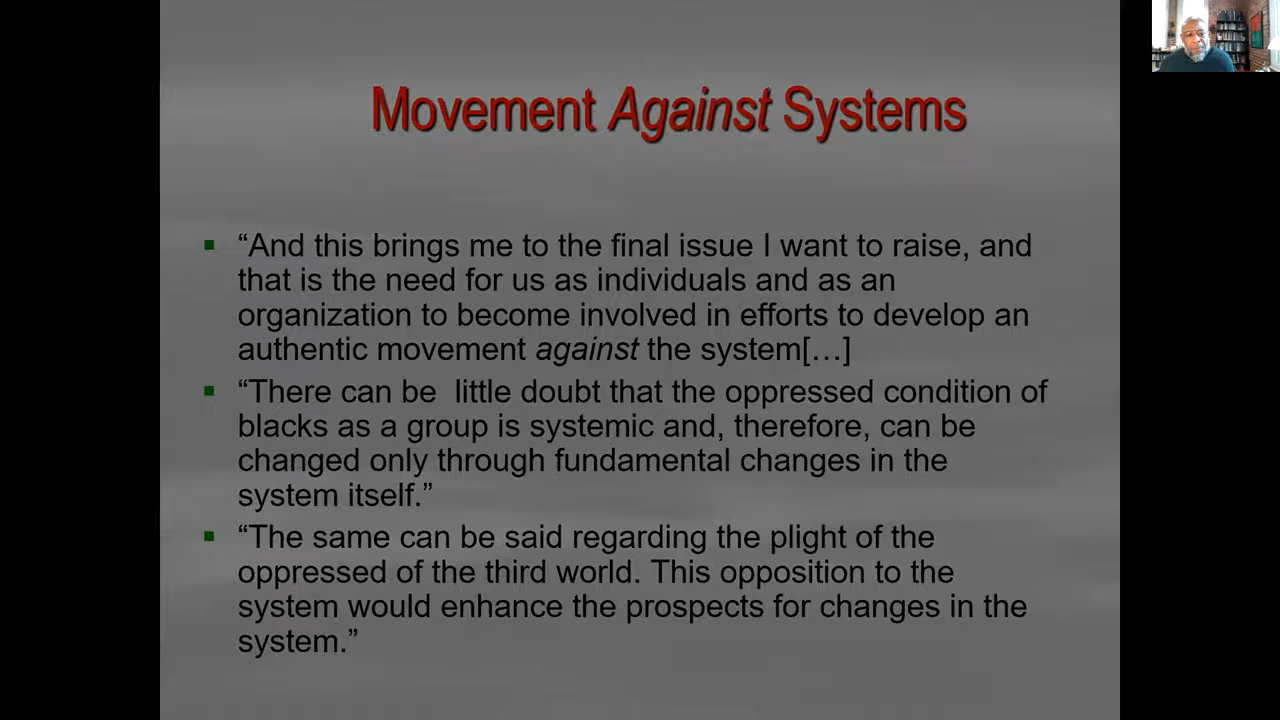 Movement Against Systems
“And this brings me to the final issue I want to raise, and
that is the need for us as individuals and as an
organization to become involved in efforts to develop an
authentic movement against the system[…]
“There can be  little doubt that the oppressed condition of
blacks as a group is systemic and, therefore, can be
changed only through fundamental changes in the
system itself.”
“The same can be said regarding the plight of the
oppressed of the third world. This opposition to the
system would enhance the prospects for changes in the
system.”